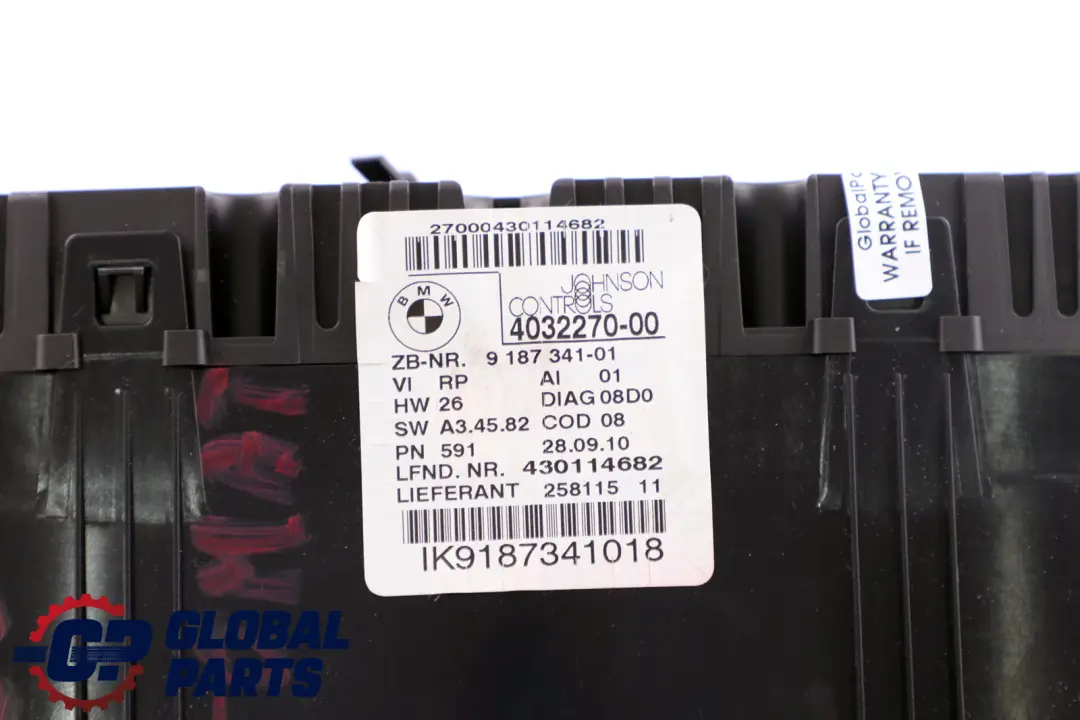 27000430114682
BMW
JOHNSON
CONTROLS
4032270-00
ZB-NR. 9 187 341-01
VI RP AI 01
HW 26 DIAG 08D0
SW A3.45.82 COD 08
PN 591 28.09.10
LFND. NR. 430114682
LIEFERANT 258115 11
IK9187341018
WARRANTY
IF REMOV
GP GLOBAL
PARTS